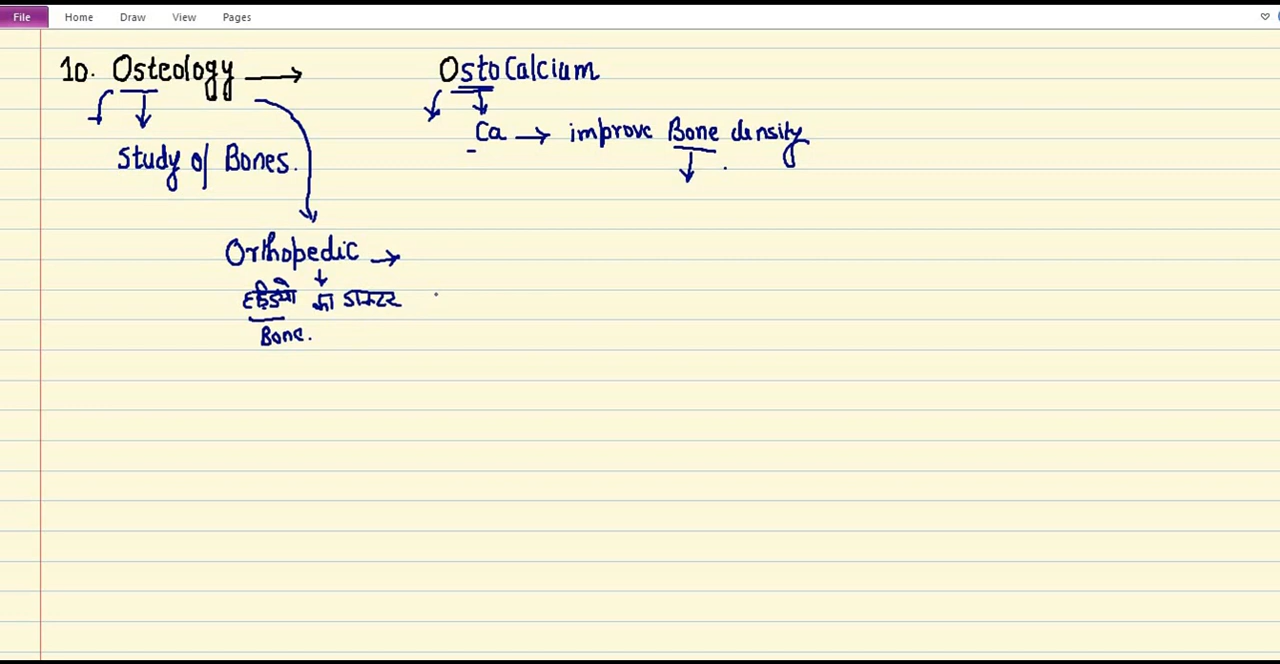 File Home Draw View Pages
10. Osteology → OstoCalcium
Ca → improve Bone density
Study of Bones.
Orthopedic →
हड्डियो का डाक्टर
Bone.